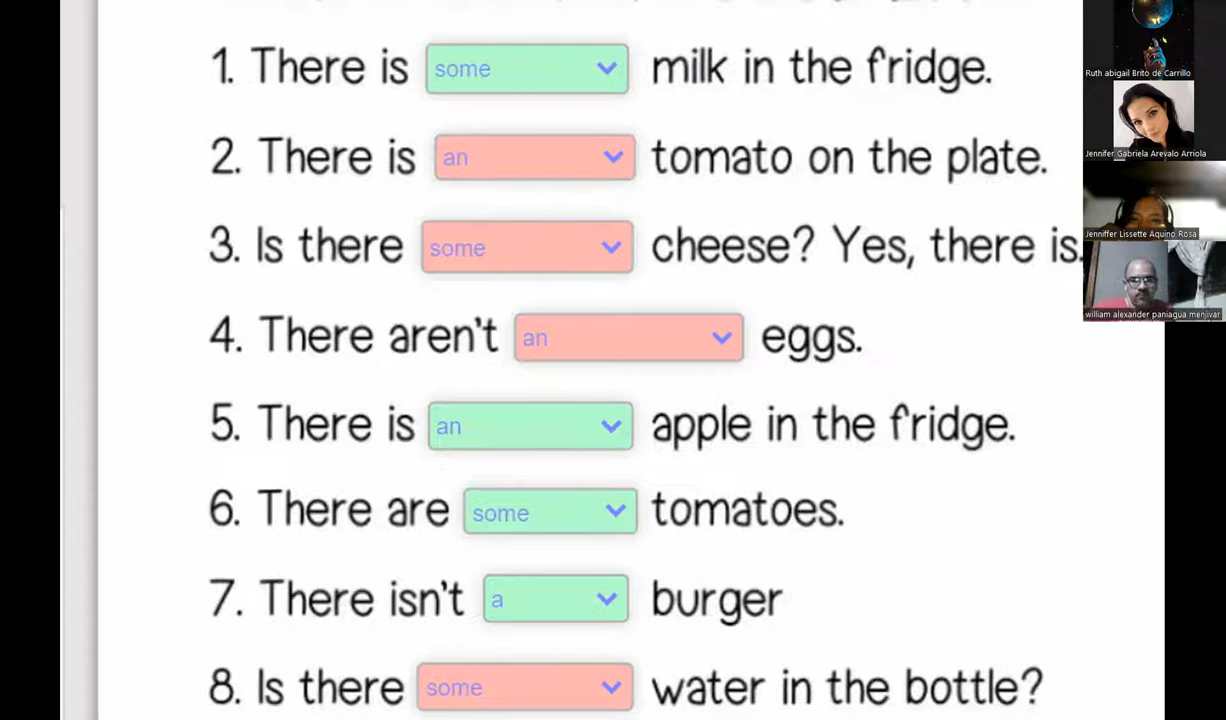 1. There is some milk in the fridge.
2. There is an tomato on the plate.
3. Is there some cheese? Yes, there is.
4. There aren't an eggs.
5. There is an apple in the fridge.
6. There are some tomatoes.
7. There isn't a burger
8. Is there some water in the bottle?
Ruth abigail Brito de Carrillo
Jennifer Gabriela Arevalo Arriola
Jenniffer Lissette Aquino Rosa
william alexander paniagua menjivar